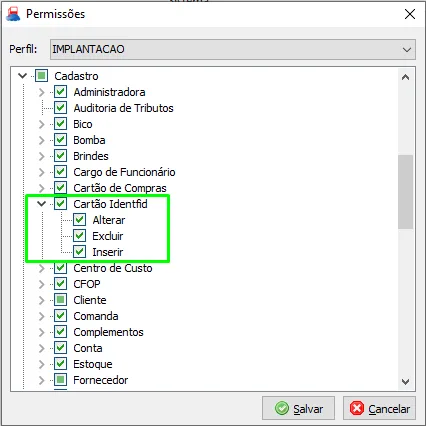 Permissões
Perfil: IMPLANTACAO
Cadastro
Administradora
Auditoria de Tributos
Bico
Bomba
Brindes
Cargo de Funcionário
Cartão de Compras
Cartão Identfid
Alterar
Excluir
Inserir
Centro de Custo
CFOP
Cliente
Comanda
Complementos
Conta
Estoque
Fornecedor
Salvar Cancelar